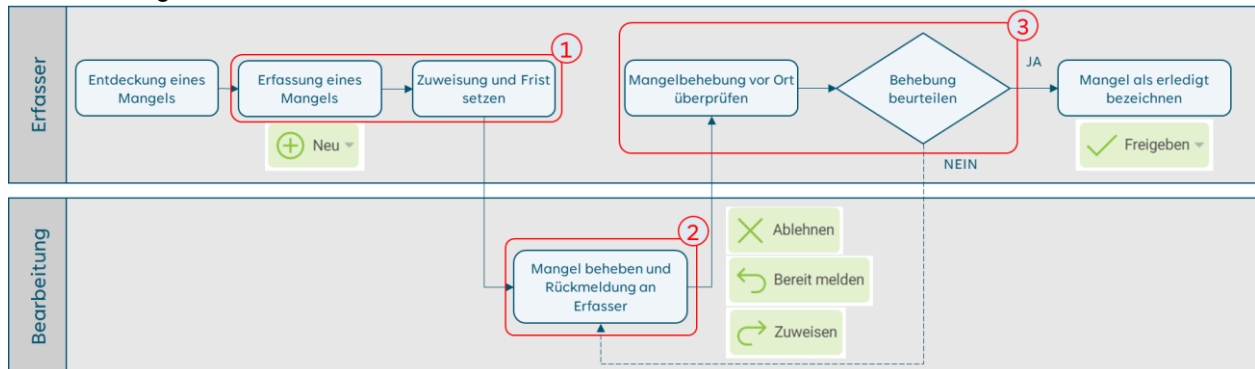 Erfasser
Entdeckung eines
Mangels
1
Erfassung eines
Mangels
Neu
Zuweisung und Frist
setzen
3
Mangelbehebung vor Ort
überprüfen
Behebung
beurteilen
JA
NEIN
Mangel als erledigt
bezeichnen
Freigeben
Bearbeitung
2
Mangel beheben und
Rückmeldung an
Erfasser
Ablehnen
Bereit melden
Zuweisen